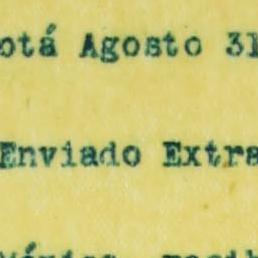 otá Agosto 31
Enviado Extra